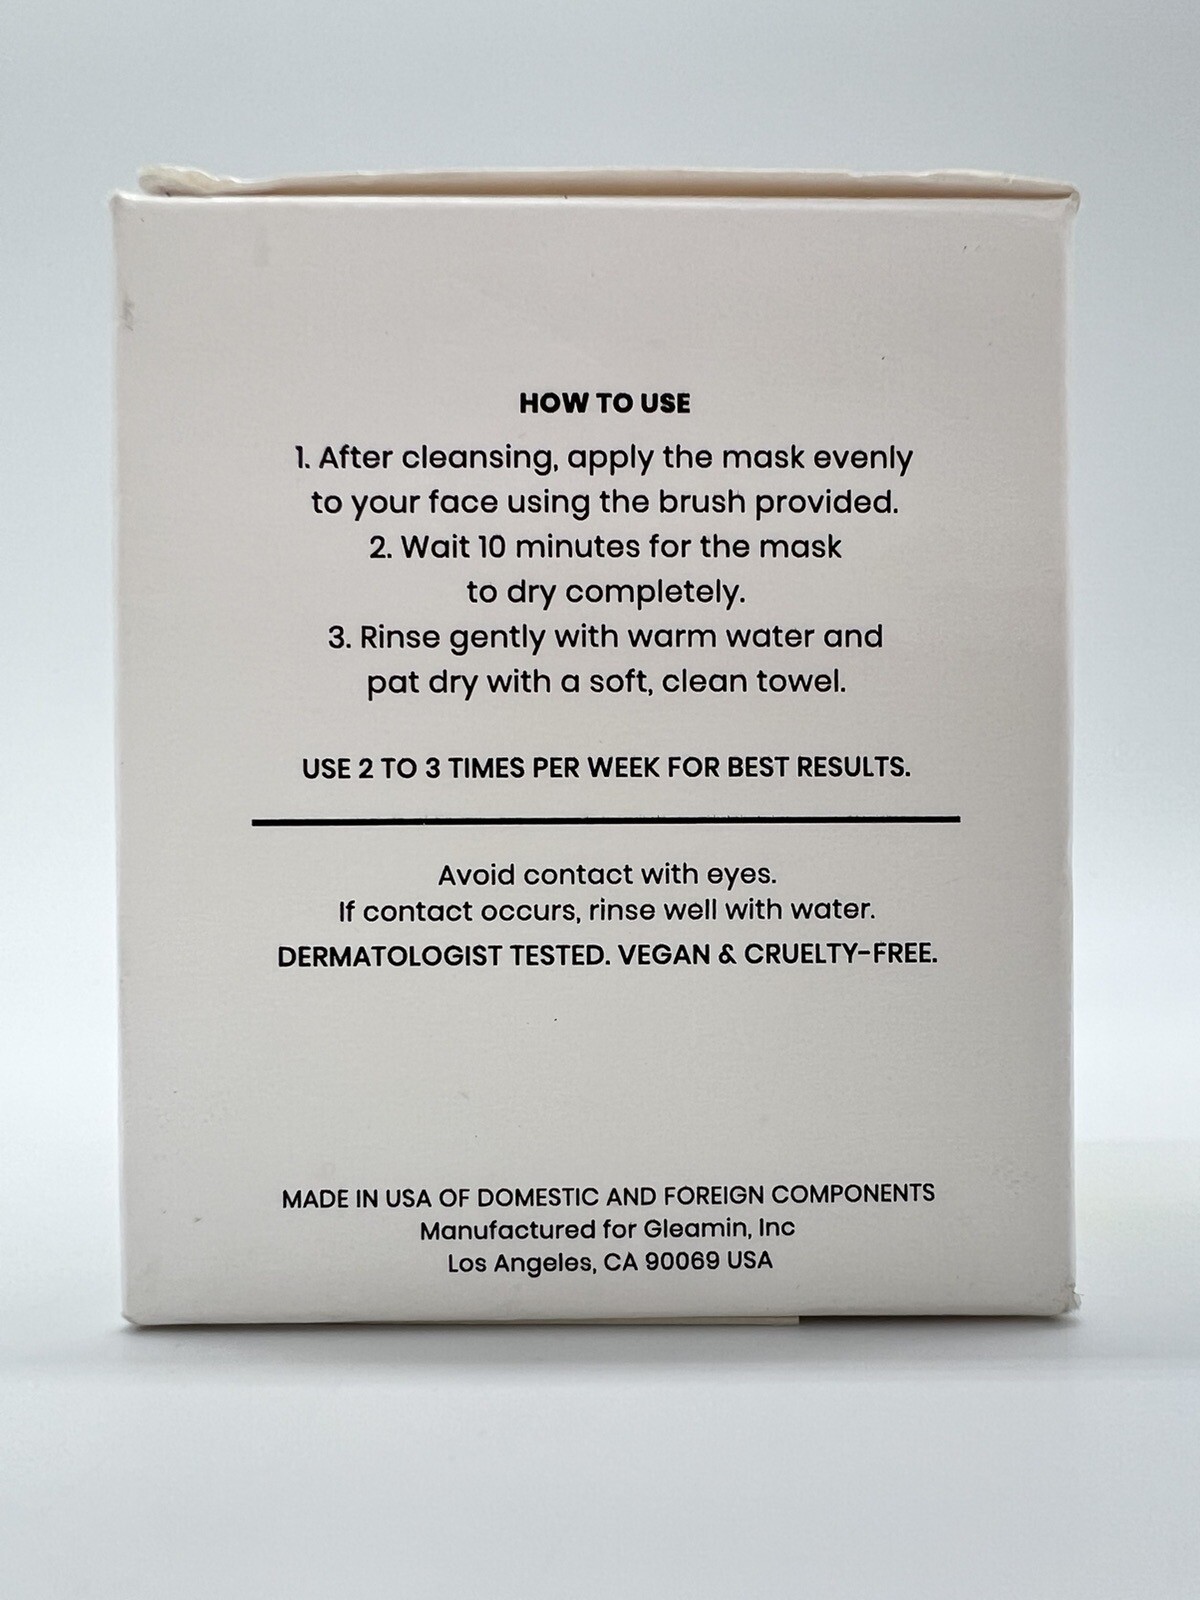 HOW TO USE
1. After cleansing, apply the mask evenly
to your face using the brush provided.
2. Wait 10 minutes for the mask
to dry completely.
3. Rinse gently with warm water and
pat dry with a soft, clean towel.
USE 2 TO 3 TIMES PER WEEK FOR BEST RESULTS.
Avoid contact with eyes.
If contact occurs, rinse well with water.
DERMATOLOGIST TESTED. VEGAN & CRUELTY-FREE.
MADE IN USA OF DOMESTIC AND FOREIGN COMPONENTS
Manufactured for Gleamin, Inc
Los Angeles, CA 90069 USA